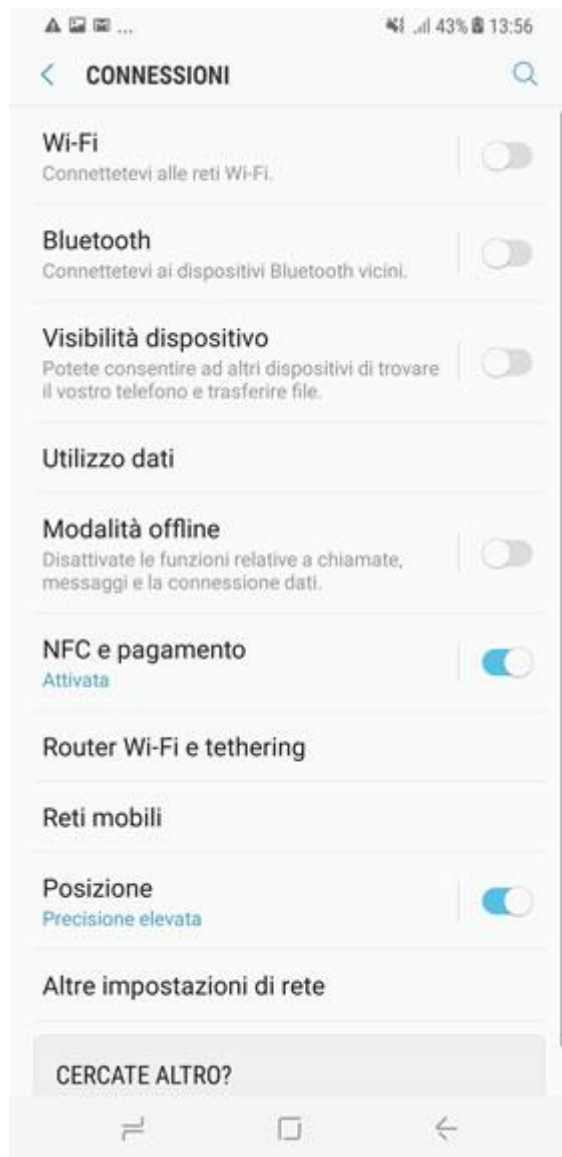 ... 43% 13:56
CONNESSIONI
Wi-Fi
Connettetevi alle reti Wi-Fi.
Bluetooth
Connettetevi ai dispositivi Bluetooth vicini.
Visibilità dispositivo
Potete consentire ad altri dispositivi di trovare
il vostro telefono e trasferire file.
Utilizzo dati
Modalità offline
Disattivate le funzioni relative a chiamate,
messaggi e la connessione dati.
NFC e pagamento
Attivata
Router Wi-Fi e tethering
Reti mobili
Posizione
Precisione elevata
Altre impostazioni di rete
CERCATE ALTRO?